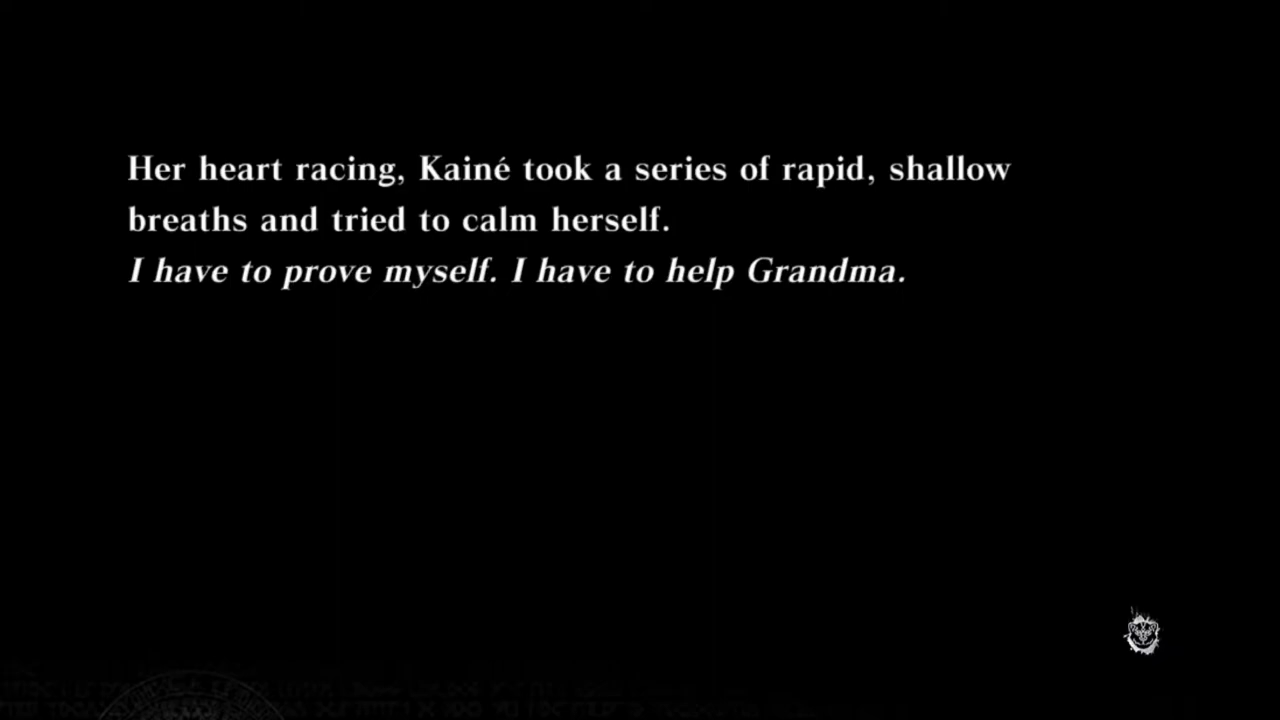 Her heart racing, Kainé took a series of rapid, shallow
breaths and tried to calm herself.
I have to prove myself. I have to help Grandma.